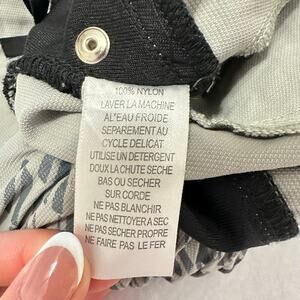 100% NYLON
LAVER LA MACHINE
AL'EAU FROIDE
SEPAREMENT AU
CYCLE DELICAT
UTILISE UN DETERGENT
DOUX LA CHUTE SECHE
BAS OU SECHER
SUR CORDE
NE PAS BLANCHIR
NE PAS NETTOYER A SEC
NE PAS SECHER PROPRE
NE FAIRE PAS LE FER